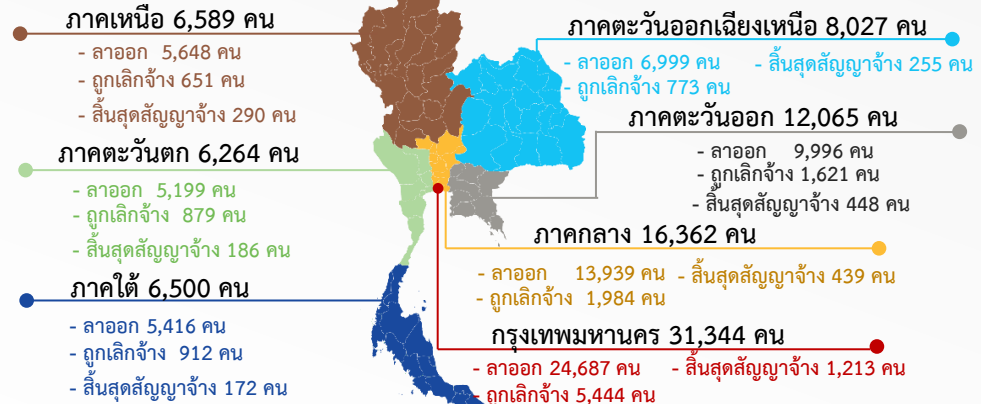 ภาคเหนือ 6,589 คน
- ลาออก 5,648 คน
- ถูกเลิกจ้าง 651 คน
- สิ้นสุดสัญญาจ้าง 290 คน
ภาคตะวันออกเฉียงเหนือ 8,027 คน
- ลาออก 6,999 คน - สิ้นสุดสัญญาจ้าง 255 คน
- ถูกเลิกจ้าง 773 คน
ภาคตะวันออก 12,065 คน
- ลาออก 9,996 คน
- ถูกเลิกจ้าง 1,621 คน
- สิ้นสุดสัญญาจ้าง 448 คน
ภาคตะวันตก 6,264 คน
- ลาออก 5,199 คน
- ถูกเลิกจ้าง 879 คน
- สิ้นสุดสัญญาจ้าง 186 คน
ภาคกลาง 16,362 คน
- ลาออก 13,939 คน - สิ้นสุดสัญญาจ้าง 439 คน
- ถูกเลิกจ้าง 1,984 คน
ภาคใต้ 6,500 คน
- ลาออก 5,416 คน
- ถูกเลิกจ้าง 912 คน
- สิ้นสุดสัญญาจ้าง 172 คน
กรุงเทพมหานคร 31,344 คน
- ลาออก 24,687 คน - สิ้นสุดสัญญาจ้าง 1,213 คน
- ถูกเลิกจ้าง 5,444 คน